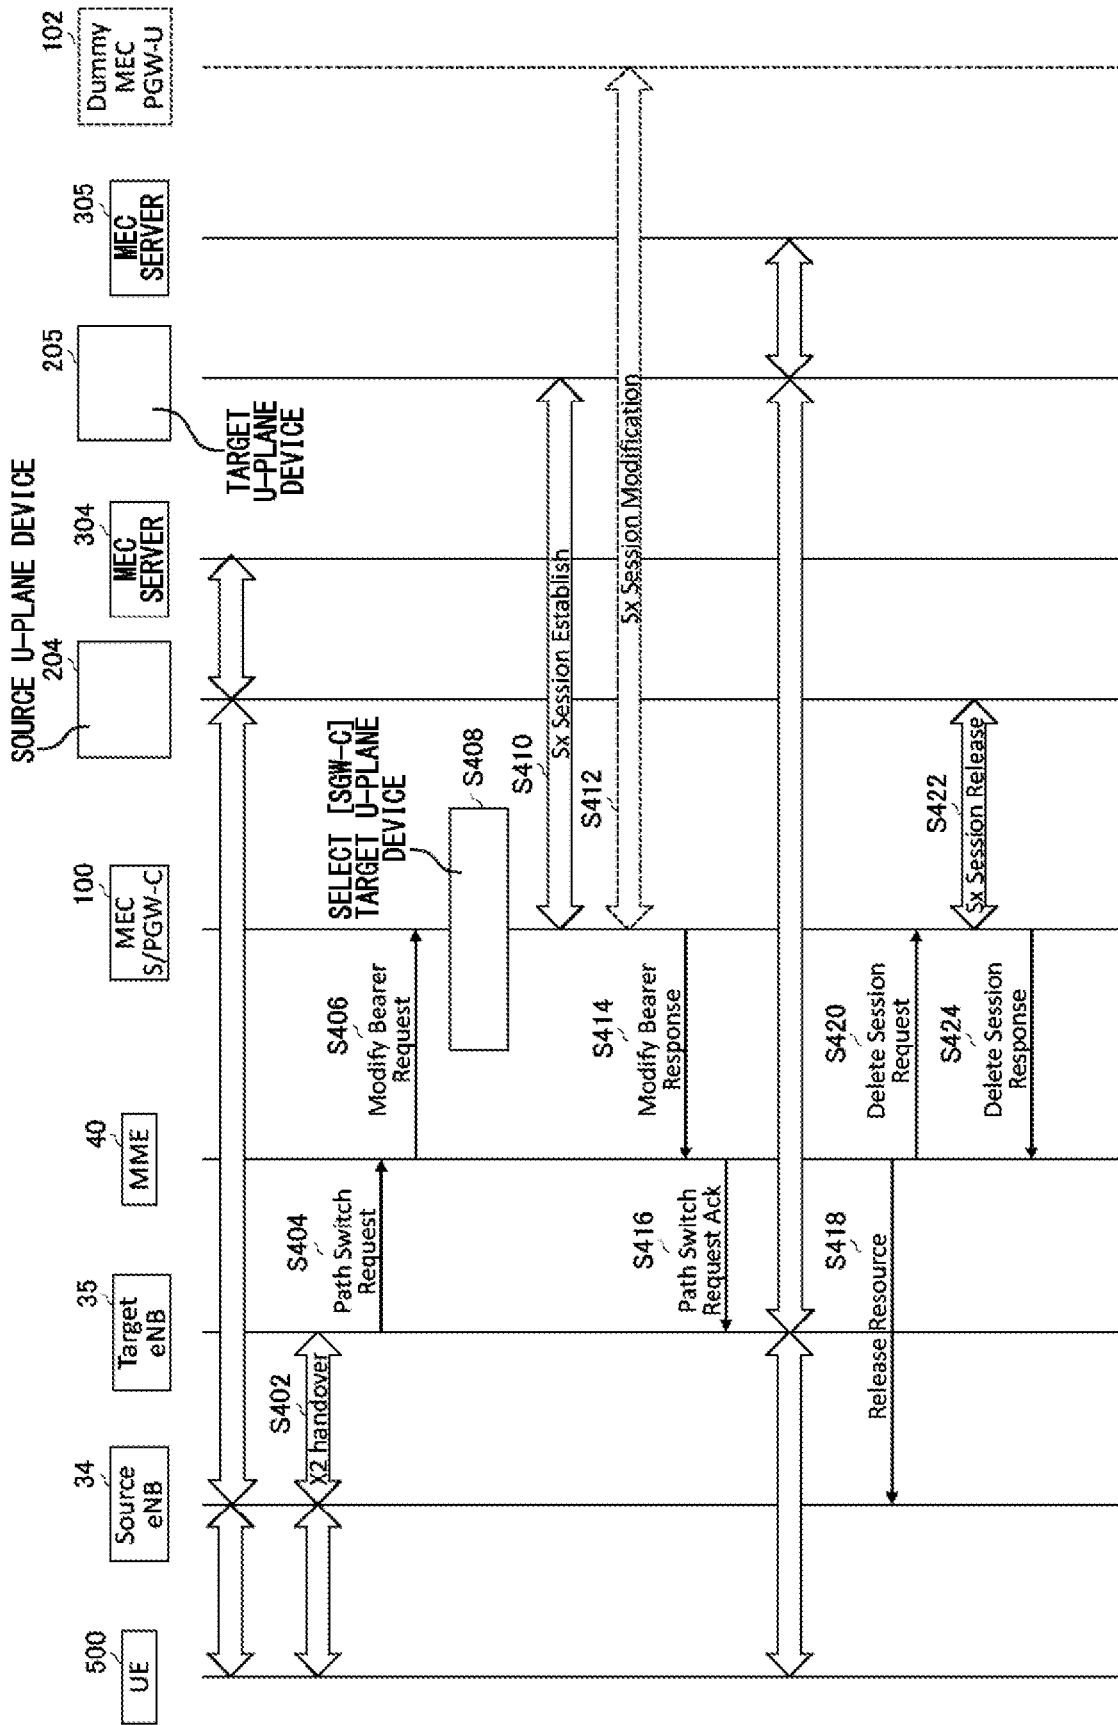 500
UE
34
Source
eNB
35
Target
eNB
40
MME
100
MEC
S/PGW-C
SOURCE U-PLANE DEVICE
204
304
MEC
SERVER
205
TARGET
U-PLANE
DEVICE
305
MEC
SERVER
102
Dummy
MEC
PGW-U
S402
X2 handover
S404
Path Switch
Request
S406
Modify Bearer
Request
SELECT [SGW-C]
TARGET U-PLANE
DEVICE
S408
S410
Sx Session Establish
S412
Sx Session Modification
S414
Modify Bearer
Response
S416
Path Switch
Request Ack
S418
Release Resource
S420
Delete Session
Request
S422
Sx Session Release
S424
Delete Session
Response